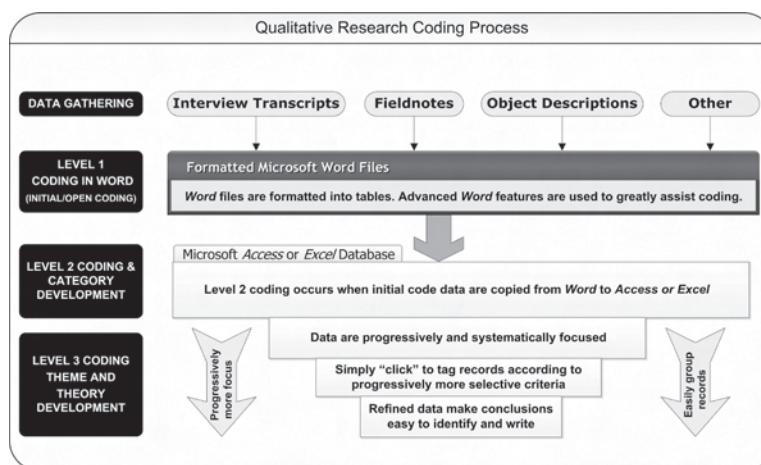 Qualitative Research Coding Process
DATA GATHERING
Interview Transcripts
Fieldnotes
Object Descriptions
Other
LEVEL 1
CODING IN WORD
(INITIAL/OPEN CODING)
Formatted Microsoft Word Files
Word files are formatted into tables. Advanced Word features are used to greatly assist coding.
LEVEL 2 CODING &
CATEGORY
DEVELOPMENT
Microsoft Access or Excel Database
Level 2 coding occurs when initial code data are copied from Word to Access or Excel
LEVEL 3 CODING
THEME AND
THEORY
DEVELOPMENT
Progressively
more focus
Data are progressively and systematically focused
Simply “click” to tag records according to
progressively more selective criteria
Refined data make conclusions
easy to identify and write
Easily group
records